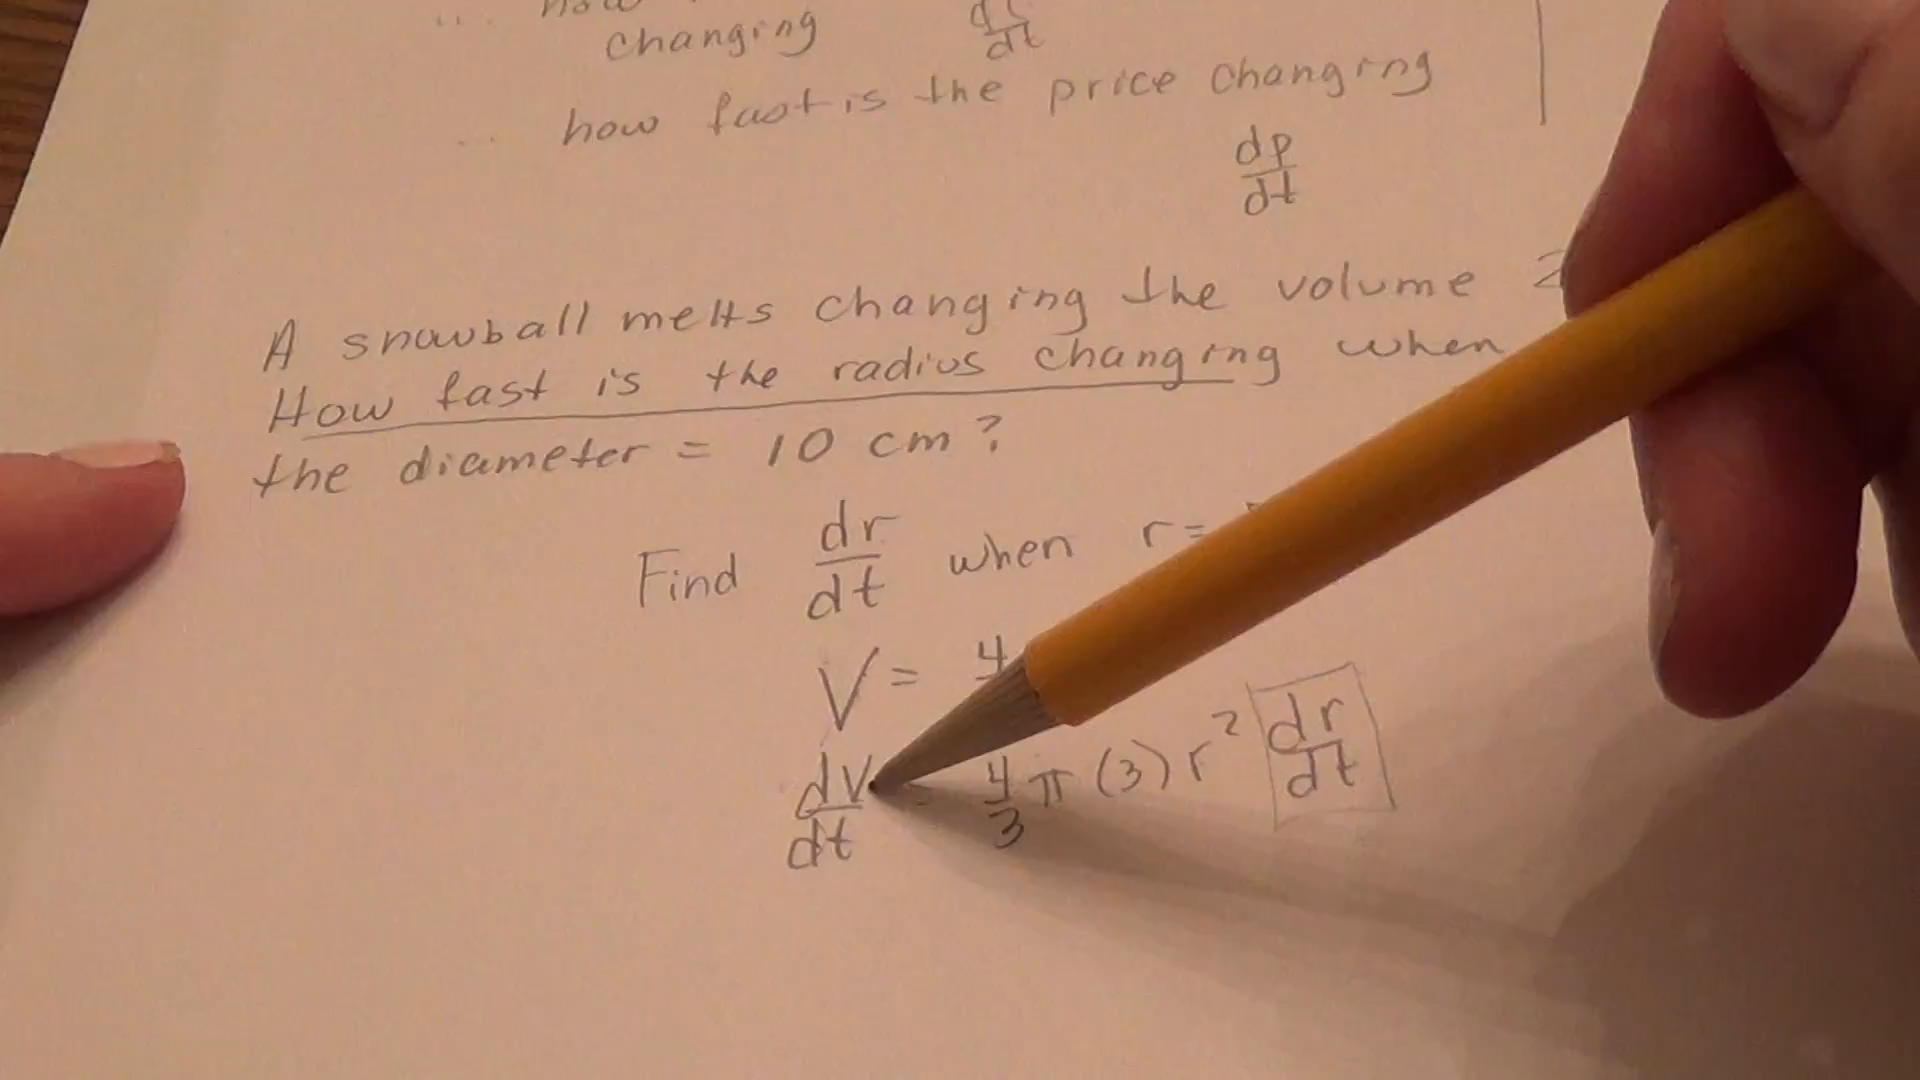 changing
dt
how fast is the price changing
dp
dt
A snowball melts changing the volume 2
How fast is the radius changing when
the diameter = 10 cm?
Find dr/dt when r =
V = 4
dV/dt = 4/3 π (3) r² dr/dt